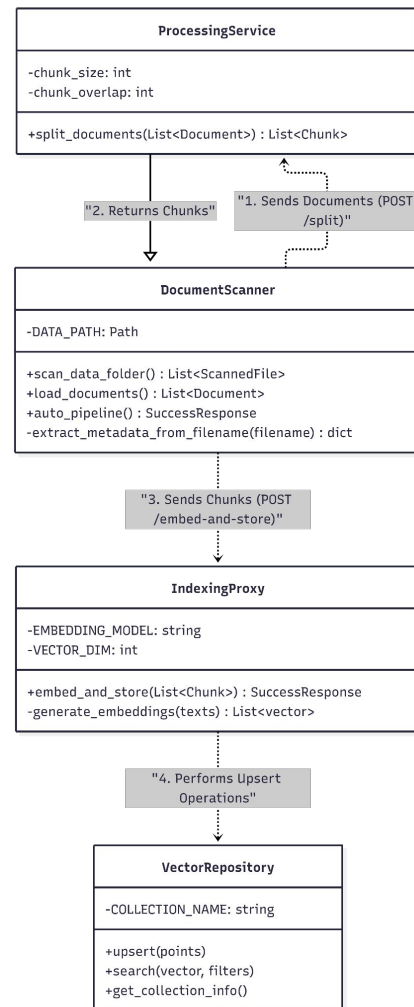 ProcessingService
-chunk_size: int
-chunk_overlap: int
+split_documents(List<Document>) : List<Chunk>
"2. Returns Chunks"
"1. Sends Documents (POST
/split)"
DocumentScanner
-DATA_PATH: Path
+scan_data_folder() : List<ScannedFile>
+load_documents() : List<Document>
+auto_pipeline() : SuccessResponse
-extract_metadata_from_filename(filename) : dict
"3. Sends Chunks (POST
/embed-and-store)"
IndexingProxy
-EMBEDDING_MODEL: string
-VECTOR_DIM: int
+embed_and_store(List<Chunk>) : SuccessResponse
-generate_embeddings(texts) : List<vector>
"4. Performs Upsert
Operations"
VectorRepository
-COLLECTION_NAME: string
+upsert(points)
+search(vector, filters)
+get_collection_info()